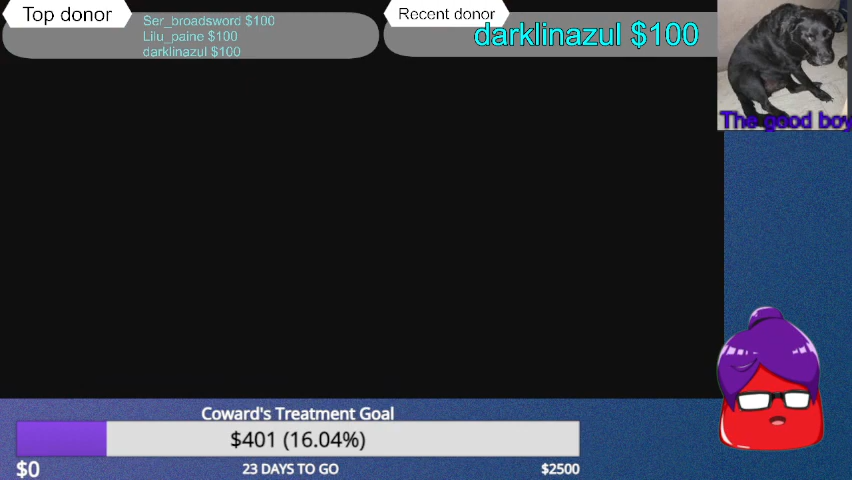 Top donor
Ser_broadsword $100
Lilu_paine $100
darklinazul $100
Recent donor
darklinazul $100
The good boy
Coward's Treatment Goal
$401 (16.04%)
$0
23 DAYS TO GO
$2500